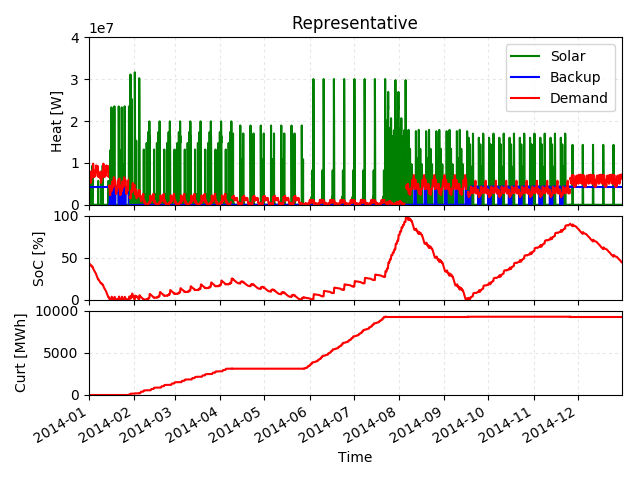 Representative
1e7
4
3
2
1
0
Heat [W]
Solar
Backup
Demand
100
50
0
SoC [%]
10000
5000
0
Curt [MWh]
2014-01
2014-02
2014-03
2014-04
2014-05
2014-06
2014-07
2014-08
2014-09
2014-10
2014-11
2014-12
Time